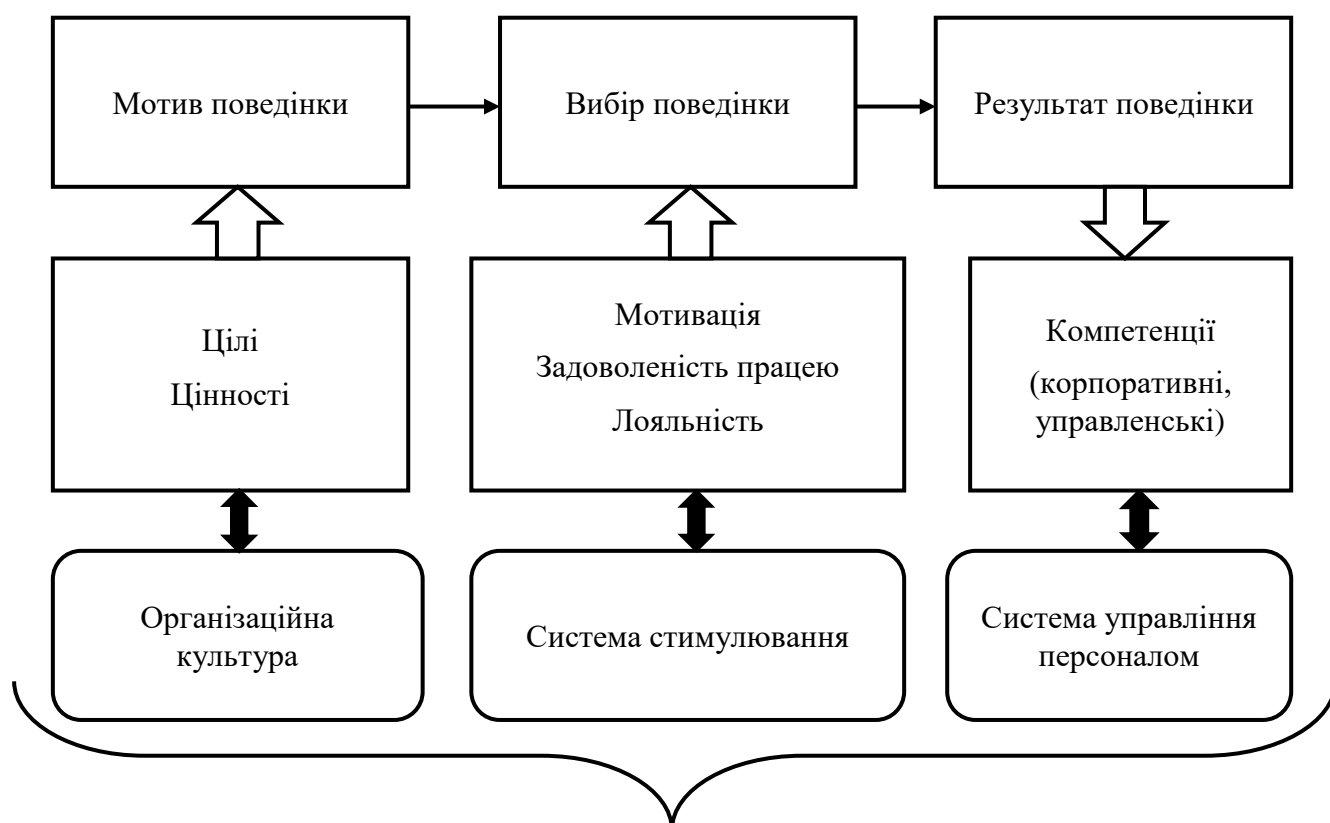 Мотив поведінки
Вибір поведінки
Результат поведінки
Цілі
Цінності
Мотивація
Задоволеність працею
Лояльність
Компетенції
(корпоративні,
управленські)
Організаційна
культура
Система стимулювання
Система управління
персоналом